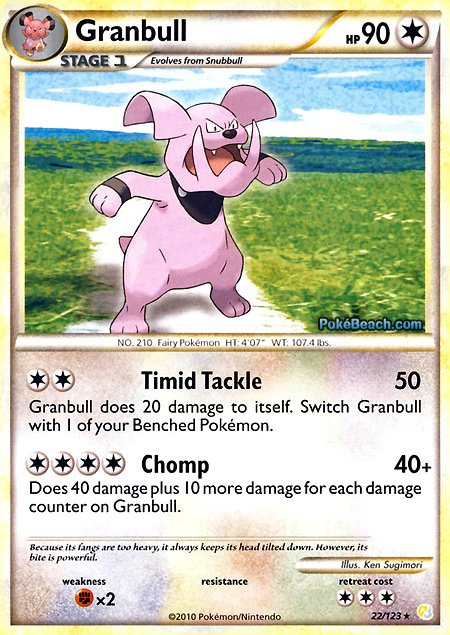 Granbull
HP 90
STAGE 1
Evolves from Snubbull
PokéBeach.com
NO. 210 Fairy Pokémon HT: 4'07" WT: 107.4 lbs.
Timid Tackle 50
Granbull does 20 damage to itself. Switch Granbull
with 1 of your Benched Pokémon.
Chomp 40+
Does 40 damage plus 10 more damage for each damage
counter on Granbull.
Because its fangs are too heavy, it always keeps its head tilted down. However, its
bite is powerful.
Illus. Ken Sugimori
weakness resistance retreat cost
×2
©2010 Pokémon/Nintendo
22/123 ★